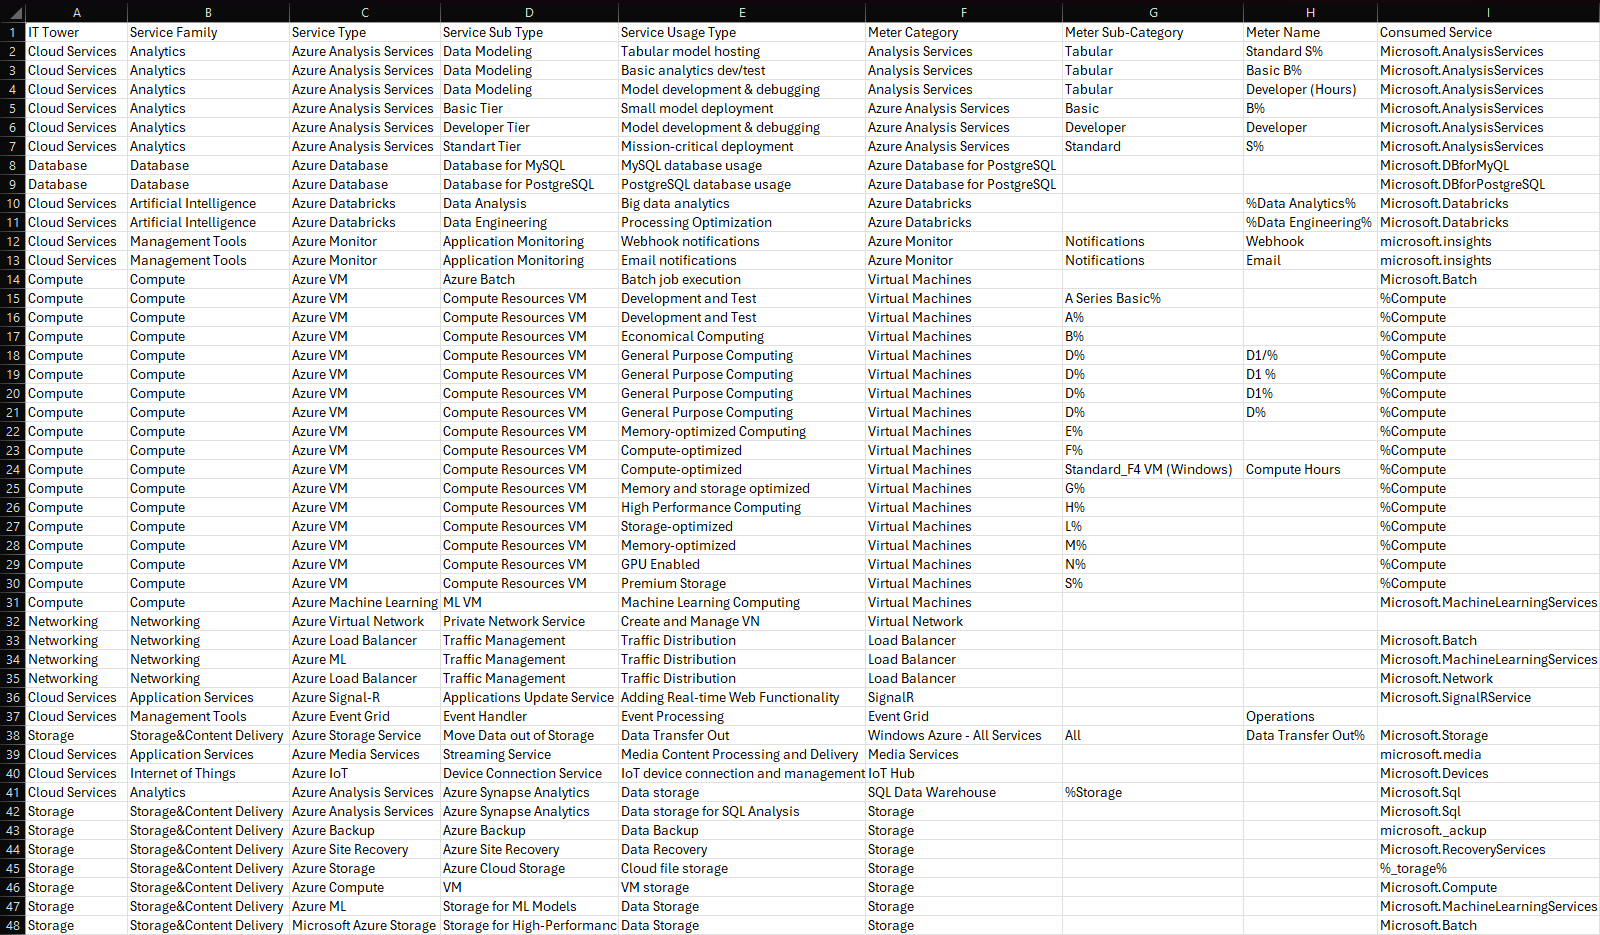 A B C D E F G H I
1 IT Tower Service Family Service Type Service Sub Type Service Usage Type Meter Category Meter Sub-Category Meter Name Consumed Service
2 Cloud Services Analytics Azure Analysis Services Data Modeling Tabular model hosting Analysis Services Tabular Standard S% Microsoft.AnalysisServices
3 Cloud Services Analytics Azure Analysis Services Data Modeling Basic analytics dev/test Analysis Services Tabular Basic B% Microsoft.AnalysisServices
4 Cloud Services Analytics Azure Analysis Services Data Modeling Model development & debugging Analysis Services Tabular Developer (Hours) Microsoft.AnalysisServices
5 Cloud Services Analytics Azure Analysis Services Basic Tier Small model deployment Azure Analysis Services Basic B% Microsoft.AnalysisServices
6 Cloud Services Analytics Azure Analysis Services Developer Tier Model development & debugging Azure Analysis Services Developer Developer Microsoft.AnalysisServices
7 Cloud Services Analytics Azure Analysis Services Standart Tier Mission-critical deployment Azure Analysis Services Standard S% Microsoft.AnalysisServices
8 Database Database Azure Database Database for MySQL MySQL database usage Azure Database for PostgreSQL Microsoft.DBforMyQL
9 Database Database Azure Database Database for PostgreSQL PostgreSQL database usage Azure Database for PostgreSQL Microsoft.DBforPostgreSQL
10 Cloud Services Artificial Intelligence Azure Databricks Data Analysis Big data analytics Azure Databricks %Data Analytics% Microsoft.Databricks
11 Cloud Services Artificial Intelligence Azure Databricks Data Engineering Processing Optimization Azure Databricks %Data Engineering% Microsoft.Databricks
12 Cloud Services Management Tools Azure Monitor Application Monitoring Webhook notifications Azure Monitor Notifications Webhook microsoft.insights
13 Cloud Services Management Tools Azure Monitor Application Monitoring Email notifications Azure Monitor Notifications Email microsoft.insights
14 Compute Compute Azure VM Azure Batch Batch job execution Virtual Machines Microsoft.Batch
15 Compute Compute Azure VM Compute Resources VM Development and Test Virtual Machines A Series Basic% %Compute
16 Compute Compute Azure VM Compute Resources VM Development and Test Virtual Machines A% %Compute
17 Compute Compute Azure VM Compute Resources VM Economical Computing Virtual Machines B% %Compute
18 Compute Compute Azure VM Compute Resources VM General Purpose Computing Virtual Machines D% D1/% %Compute
19 Compute Compute Azure VM Compute Resources VM General Purpose Computing Virtual Machines D% D1 % %Compute
20 Compute Compute Azure VM Compute Resources VM General Purpose Computing Virtual Machines D% D1% %Compute
21 Compute Compute Azure VM Compute Resources VM General Purpose Computing Virtual Machines D% D% %Compute
22 Compute Compute Azure VM Compute Resources VM Memory-optimized Computing Virtual Machines E% %Compute
23 Compute Compute Azure VM Compute Resources VM Compute-optimized Virtual Machines F% %Compute
24 Compute Compute Azure VM Compute Resources VM Compute-optimized Virtual Machines Standard_F4 VM (Windows) Compute Hours %Compute
25 Compute Compute Azure VM Compute Resources VM Memory and storage optimized Virtual Machines G% %Compute
26 Compute Compute Azure VM Compute Resources VM High Performance Computing Virtual Machines H% %Compute
27 Compute Compute Azure VM Compute Resources VM Storage-optimized Virtual Machines L% %Compute
28 Compute Compute Azure VM Compute Resources VM Memory-optimized Virtual Machines M% %Compute
29 Compute Compute Azure VM Compute Resources VM GPU Enabled Virtual Machines N% %Compute
30 Compute Compute Azure VM Compute Resources VM Premium Storage Virtual Machines S% %Compute
31 Compute Compute Azure Machine Learning ML VM Machine Learning Computing Virtual Machines Microsoft.MachineLearningServices
32 Networking Networking Azure Virtual Network Private Network Service Create and Manage VN Virtual Network
33 Networking Networking Azure Load Balancer Traffic Management Traffic Distribution Load Balancer Microsoft.Batch
34 Networking Networking Azure ML Traffic Management Traffic Distribution Load Balancer Microsoft.MachineLearningServices
35 Networking Networking Azure Load Balancer Traffic Management Traffic Distribution Load Balancer Microsoft.Network
36 Cloud Services Application Services Azure Signal-R Applications Update Service Adding Real-time Web Functionality SignalR Microsoft.SignalRService
37 Cloud Services Management Tools Azure Event Grid Event Handler Event Processing Event Grid Operations
38 Storage Storage&Content Delivery Azure Storage Service Move Data out of Storage Data Transfer Out Windows Azure - All Services All Data Transfer Out% Microsoft.Storage
39 Cloud Services Application Services Azure Media Services Streaming Service Media Content Processing and Delivery Media Services microsoft.media
40 Cloud Services Internet of Things Azure IoT Device Connection Service IoT device connection and management IoT Hub Microsoft.Devices
41 Cloud Services Analytics Azure Analysis Services Azure Synapse Analytics Data storage SQL Data Warehouse %Storage Microsoft.Sql
42 Storage Storage&Content Delivery Azure Analysis Services Azure Synapse Analytics Data storage for SQL Analysis Storage Microsoft.Sql
43 Storage Storage&Content Delivery Azure Backup Azure Backup Data Backup Storage microsoft._ackup
44 Storage Storage&Content Delivery Azure Site Recovery Azure Site Recovery Data Recovery Storage Microsoft.RecoveryServices
45 Storage Storage&Content Delivery Azure Storage Azure Cloud Storage Cloud file storage Storage %_torage%
46 Storage Storage&Content Delivery Azure Compute VM VM storage Storage Microsoft.Compute
47 Storage Storage&Content Delivery Azure ML Storage for ML Models Data Storage Storage Microsoft.MachineLearningServices
48 Storage Storage&Content Delivery Microsoft Azure Storage Storage for High-Performanc Data Storage Storage Microsoft.Batch